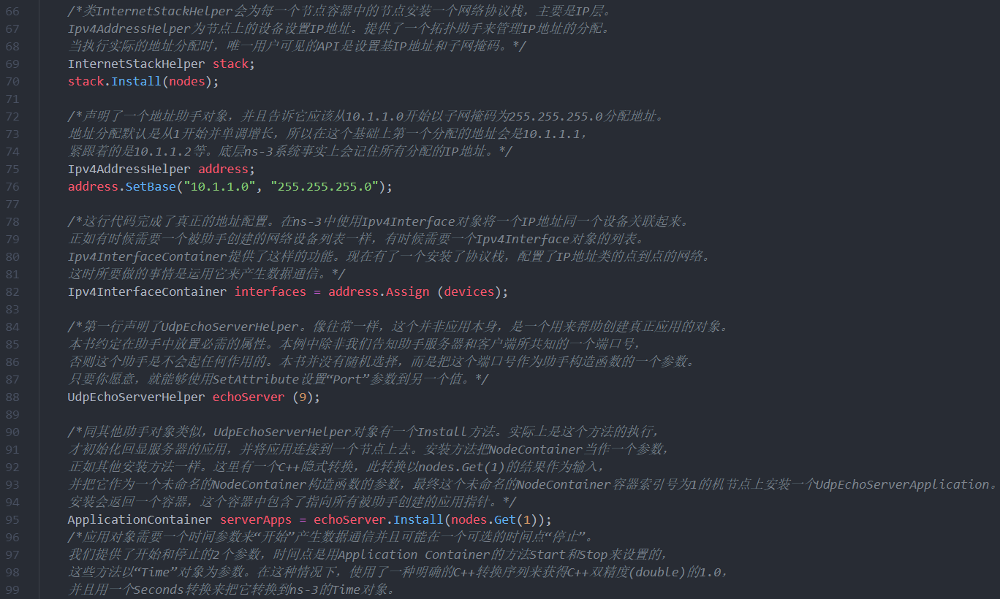 66 /*类InternetStackHelper会为每一个节点容器中的节点安装一个网络协议栈，主要是IP层。
67 Ipv4AddressHelper为节点上的设备设置IP地址。提供了一个拓扑助手来管理IP地址的分配。
68 当执行实际的地址分配时，唯一用户可见的API是设置基IP地址和子网掩码。*/
69 InternetStackHelper stack;
70 stack.Install(nodes);
71
72 /*声明了一个地址助手对象，并且告诉它应该从10.1.1.0开始以子网掩码为255.255.255.0分配地址。
73 地址分配默认是从1开始并单调增长，所以在这个基础上第一个分配的地址会是10.1.1.1，
74 紧跟着的是10.1.1.2等。底层ns-3系统事实上会记住所有分配的IP地址。*/
75 Ipv4AddressHelper address;
76 address.SetBase("10.1.1.0", "255.255.255.0");
77
78 /*这行代码完成了真正的地址配置。在ns-3中使用Ipv4Interface对象将一个IP地址同一个设备关联起来。
79 正如有时候需要一个被助手创建的网络设备列表一样，有时候需要一个Ipv4Interface对象的列表。
80 Ipv4InterfaceContainer提供了这样的功能。现在有了一个安装了协议栈，配置了IP地址类的点到点的网络。
81 这时所要做的事情是运用它来产生数据通信。*/
82 Ipv4InterfaceContainer interfaces = address.Assign (devices);
83
84 /*第一行声明了UdpEchoServerHelper。像往常一样，这个并非应用本身，是一个用来帮助创建真正应用的对象。
85 本书约定在助手中放置必需的属性。本例中除非我们告知助手服务器和客户端所共知的一个端口号，
86 否则这个助手是不会起任何作用的。本书并没有随机选择，而是把这个端口号作为助手构造函数的一个参数。
87 只要你愿意，就能够使用SetAttribute设置“Port”参数到另一个值。*/
88 UdpEchoServerHelper echoServer (9);
89
90 /*同其他助手对象类似，UdpEchoServerHelper对象有一个Install方法。实际上是这个方法的执行，
91 才初始化回显服务器的应用，并将应用连接到一个节点上去。安装方法把NodeContainer当作一个参数，
92 正如其他安装方法一样。这里有一个C++隐式转换，此转换以nodes.Get(1)的结果作为输入，
93 并把它作为一个未命名的NodeContainer构造函数的参数，最终这个未命名的NodeContainer容器索引号为1的机节点上安装一个UdpEchoServerApplication。
94 安装会返回一个容器，这个容器中包含了指向所有被助手创建的应用指针。*/
95 ApplicationContainer serverApps = echoServer.Install(nodes.Get(1));
96 /*应用对象需要一个时间参数来“开始”产生数据通信并且可能在一个可选的时间点“停止”。
97 我们提供了开始和停止的2个参数，时间点是用Application Container的方法Start和Stop来设置的，
98 这些方法以“Time”对象为参数。在这种情况下，使用了一种明确的C++转换序列来获得C++双精度(double)的1.0，
99 并且用一个Seconds转换来把它转换到ns-3的Time对象。